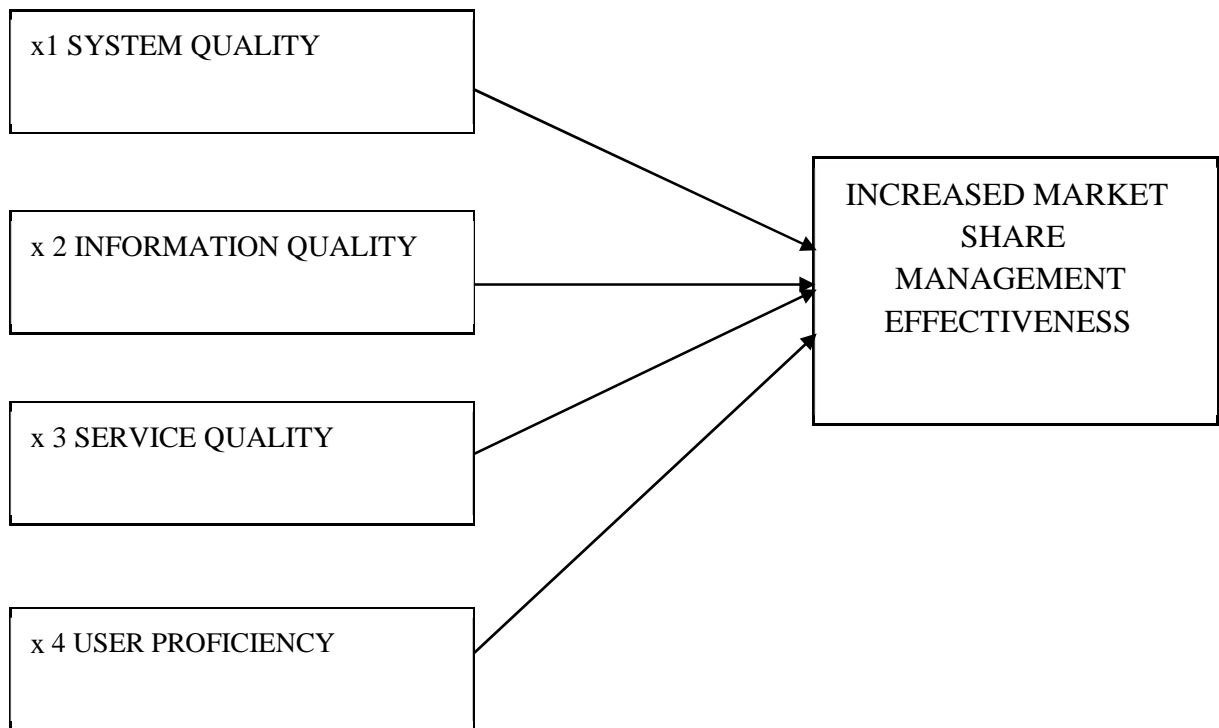 x1 SYSTEM QUALITY
x 2 INFORMATION QUALITY
x 3 SERVICE QUALITY
x 4 USER PROFICIENCY
INCREASED MARKET
SHARE
MANAGEMENT
EFFECTIVENESS